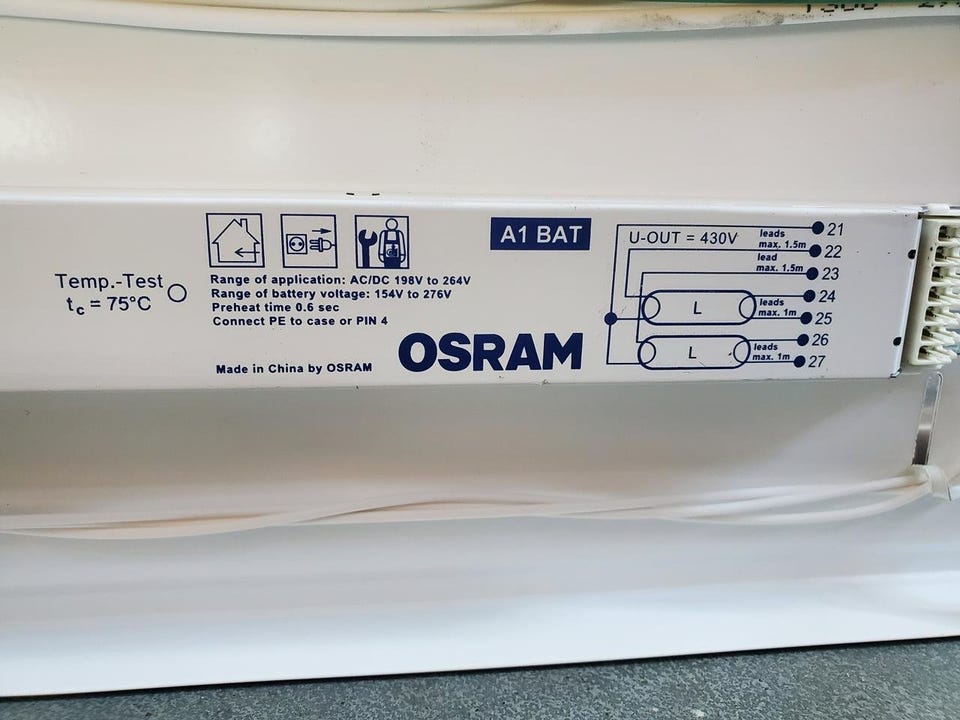 Temp.-Test
tc = 75°C
Range of application: AC/DC 198V to 264V
Range of battery voltage: 154V to 276V
Preheat time 0.6 sec
Connect PE to case or PIN 4
Made in China by OSRAM
OSRAM
A1 BAT
U-OUT = 430V
leads
max. 1.5m
lead
max. 1.5m
L
leads
max. 1m
L
leads
max. 1m
21
22
23
24
25
26
27